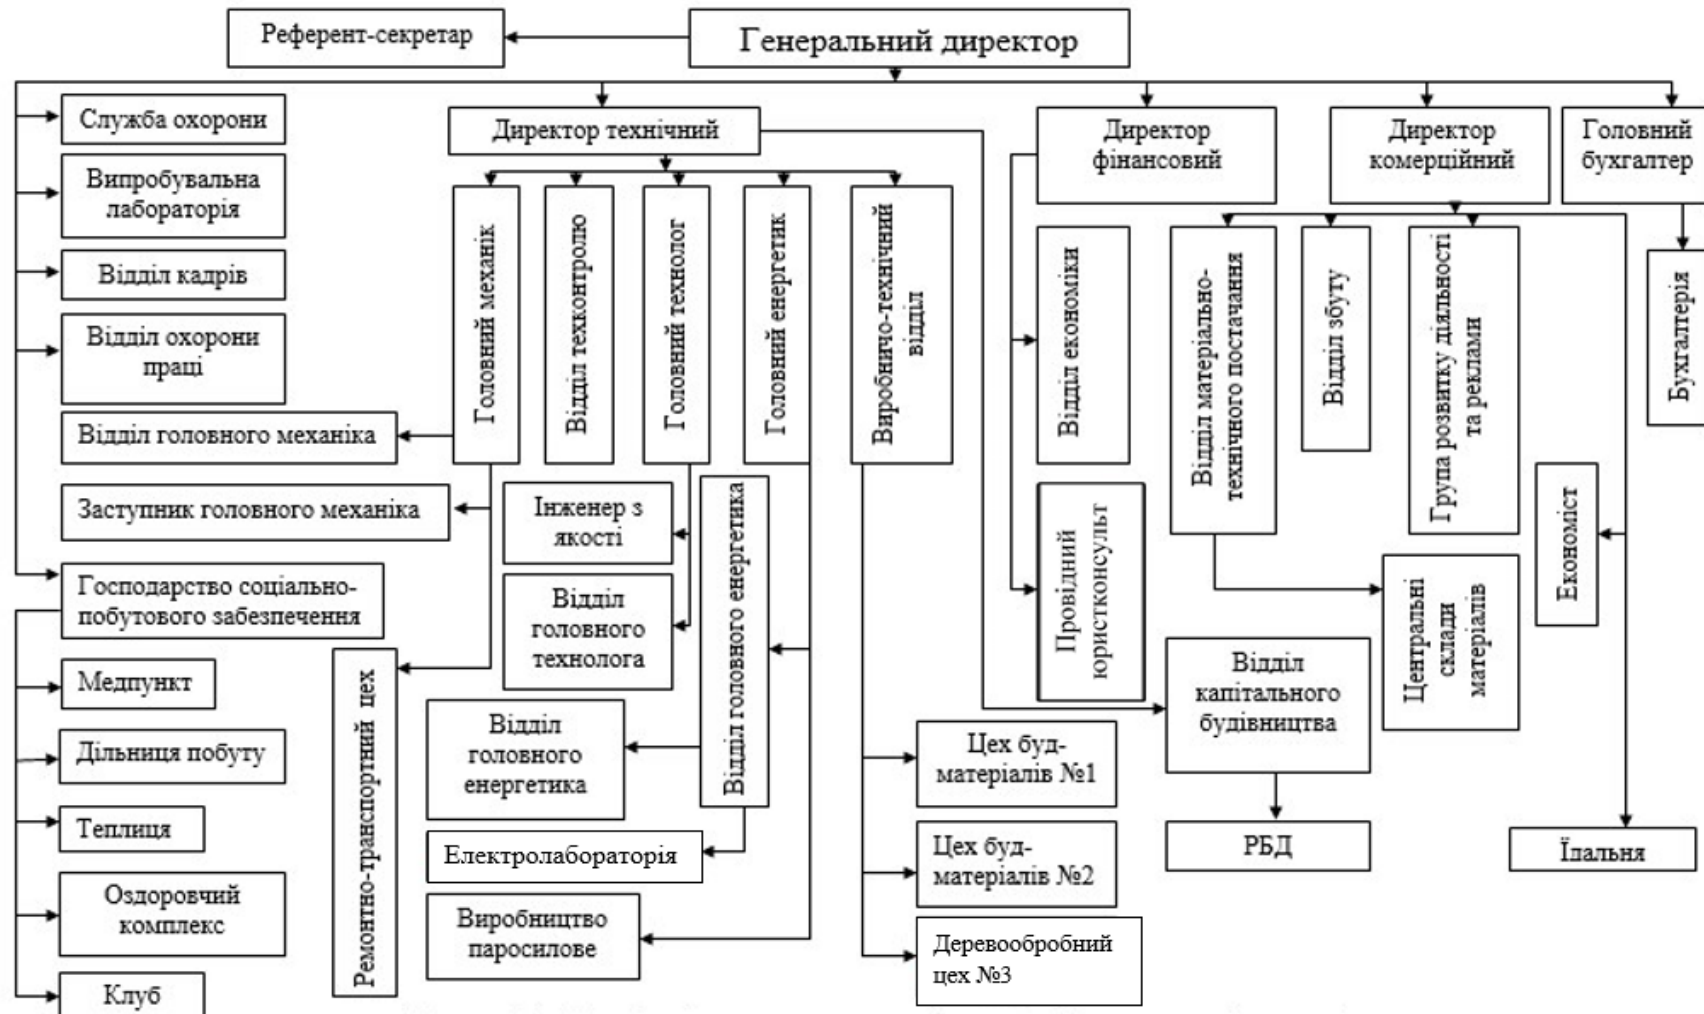 Референт-секретар
Генеральний директор
Служба охорони
Випробувальна
лабораторія
Відділ кадрів
Відділ охорони
праці
Відділ головного механіка
Заступник головного механіка
Господарство соціально-
побутового забезпечення
Медпункт
Дільниця побуту
Теплиця
Оздоровчий
комплекс
Клуб
Директор технічний
Головний механік
Відділ техконтролю
Головний технолог
Головний енергетик
Виробничо-технічний
відділ
Інженер з
якості
Відділ
головного
технолога
Відділ головного енергетика
Ремонтно-транспортний цех
Відділ
головного
енергетика
Електролабораторія
Виробництво
паросилове
Цех буд-
матеріалів №1
Цех буд-
матеріалів №2
Деревообробний
цех №3
Директор
фінансовий
Відділ економіки
Провідний
юристконсульт
Директор
комерційний
Відділ матеріально-
технічного постачання
Відділ збуту
Група розвитку діяльності
та реклами
Економіст
Центральні
склади
матеріалів
Відділ
капітального
будівництва
РБД
Їдальня
Головний
бухгалтер
Бухгалтерія